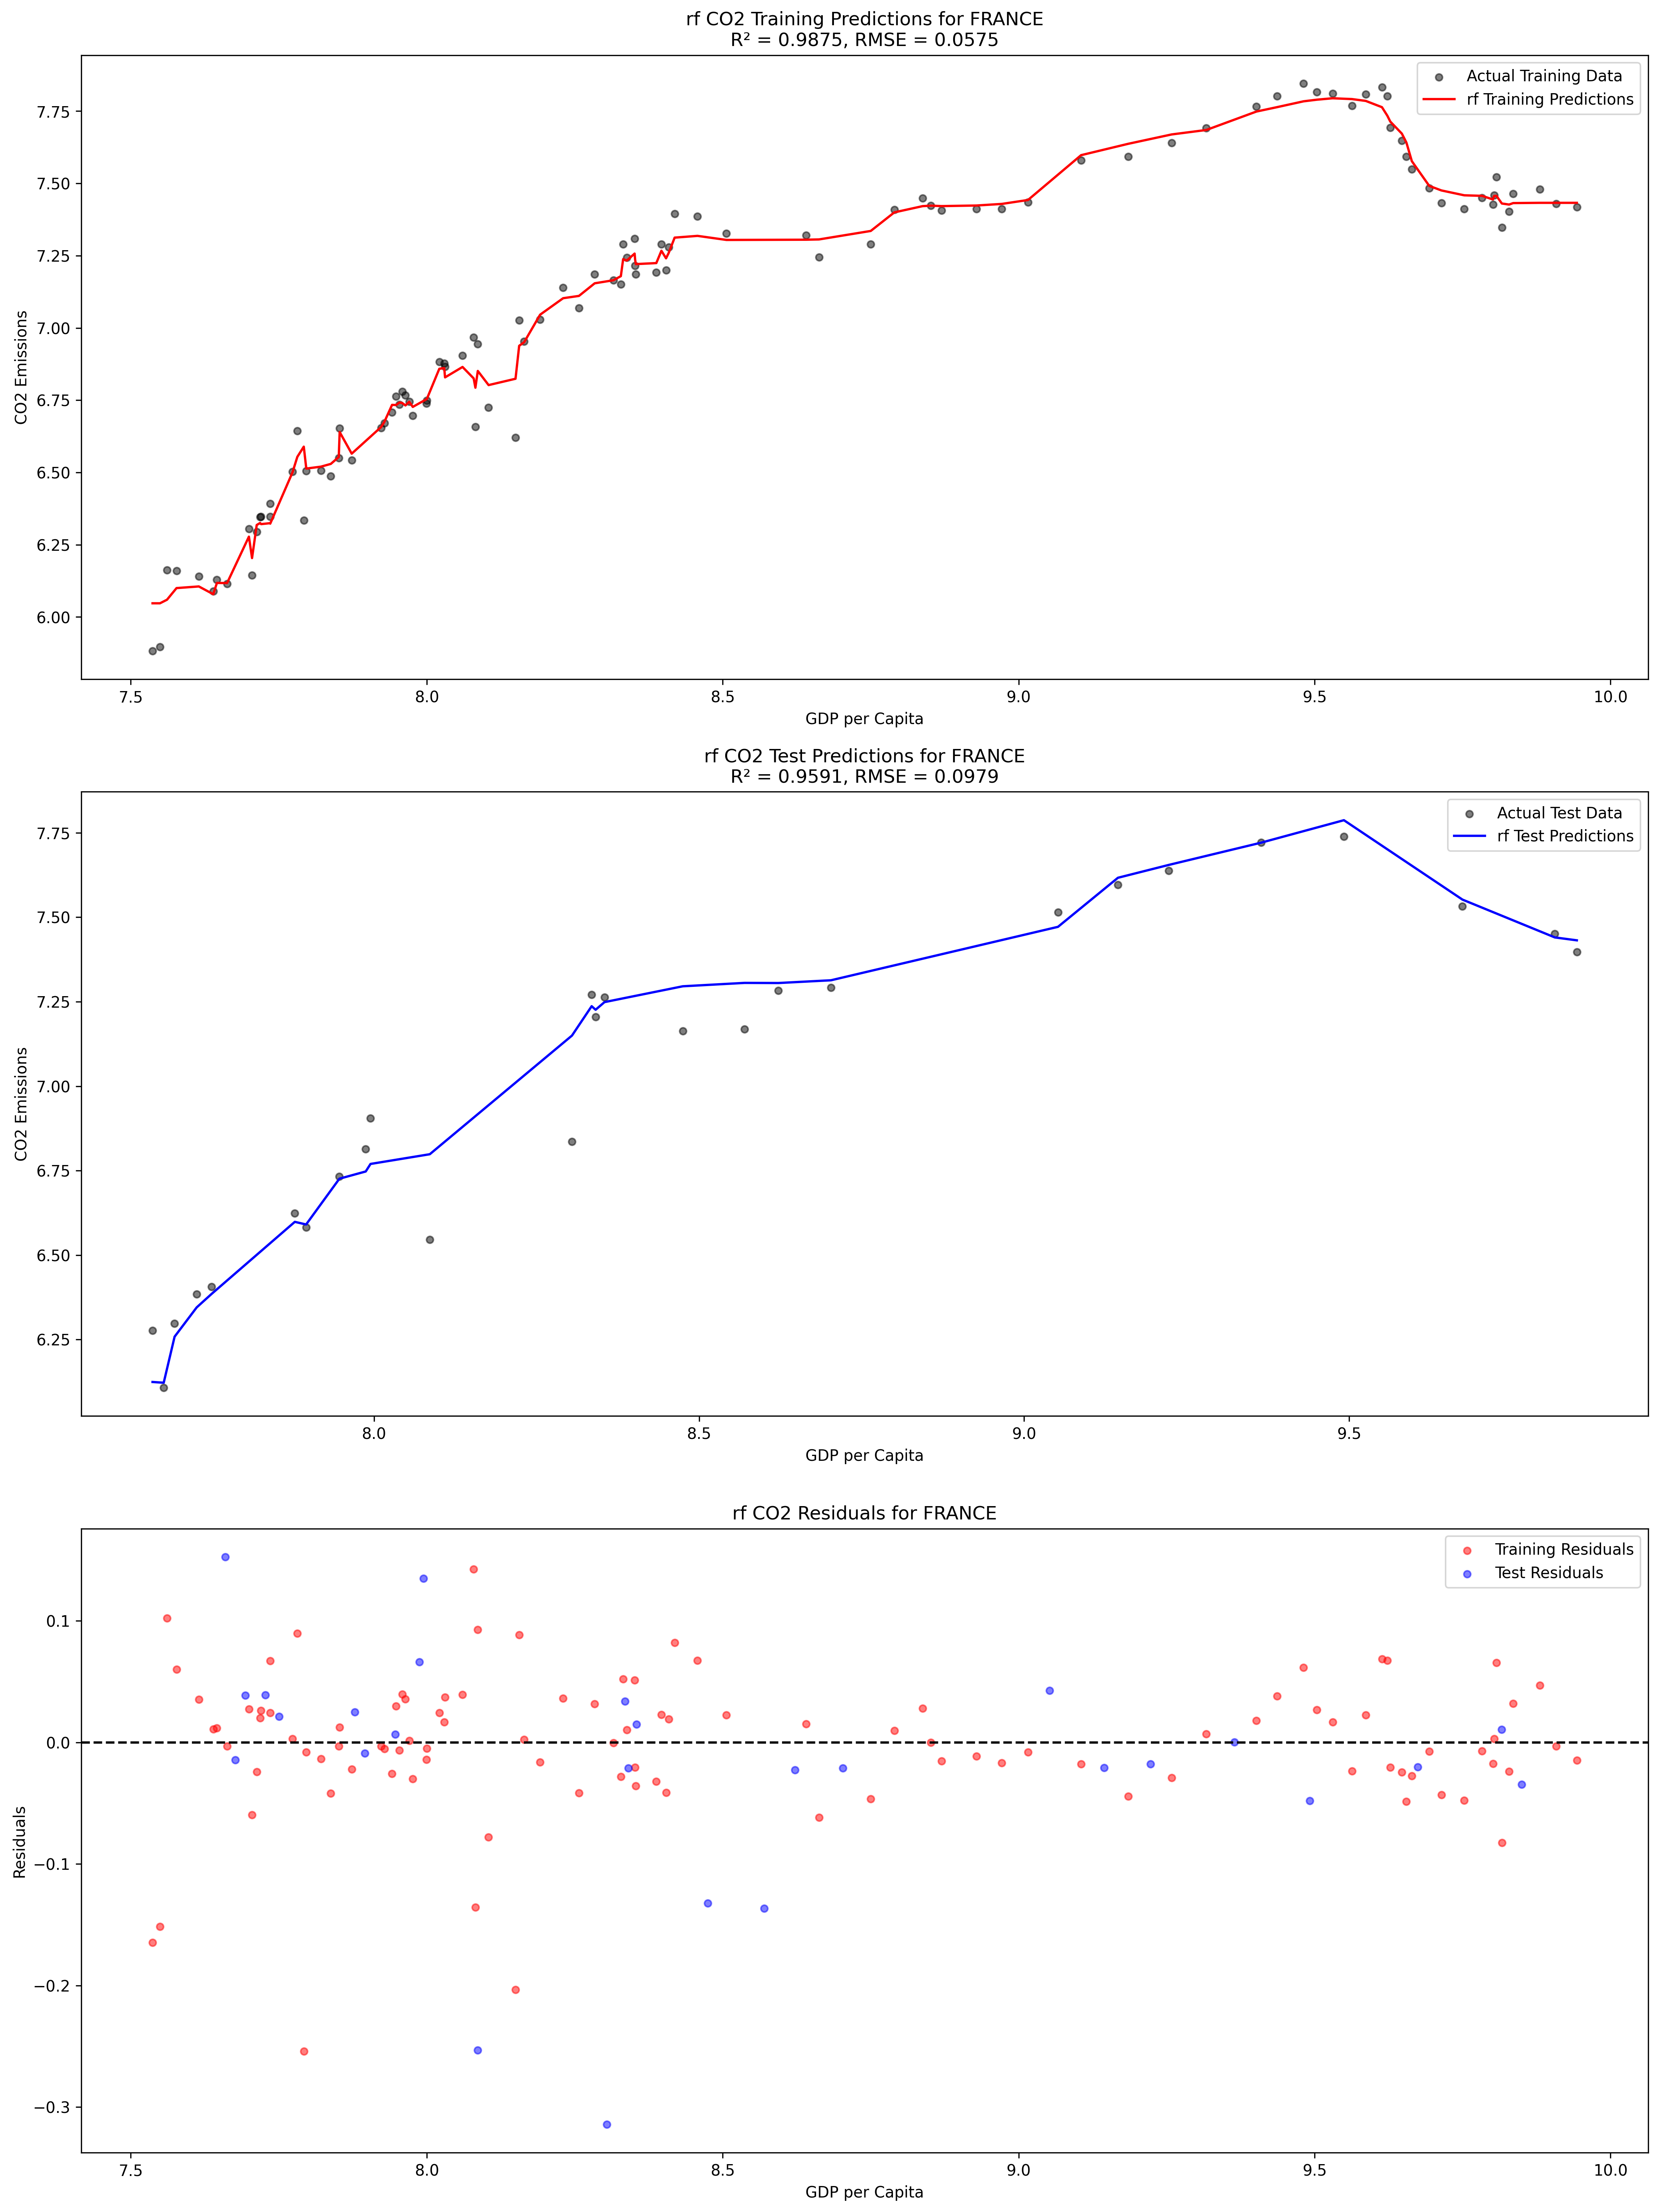 rf CO2 Training Predictions for FRANCE
R² = 0.9875, RMSE = 0.0575
Actual Training Data
rf Training Predictions
CO2 Emissions
7.75
7.50
7.25
7.00
6.75
6.50
6.25
6.00
7.5 8.0 8.5 9.0 9.5 10.0
GDP per Capita
rf CO2 Test Predictions for FRANCE
R² = 0.9591, RMSE = 0.0979
Actual Test Data
rf Test Predictions
CO2 Emissions
7.75
7.50
7.25
7.00
6.75
6.50
6.25
8.0 8.5 9.0 9.5
GDP per Capita
rf CO2 Residuals for FRANCE
Training Residuals
Test Residuals
Residuals
0.1
0.0
−0.1
−0.2
−0.3
7.5 8.0 8.5 9.0 9.5 10.0
GDP per Capita